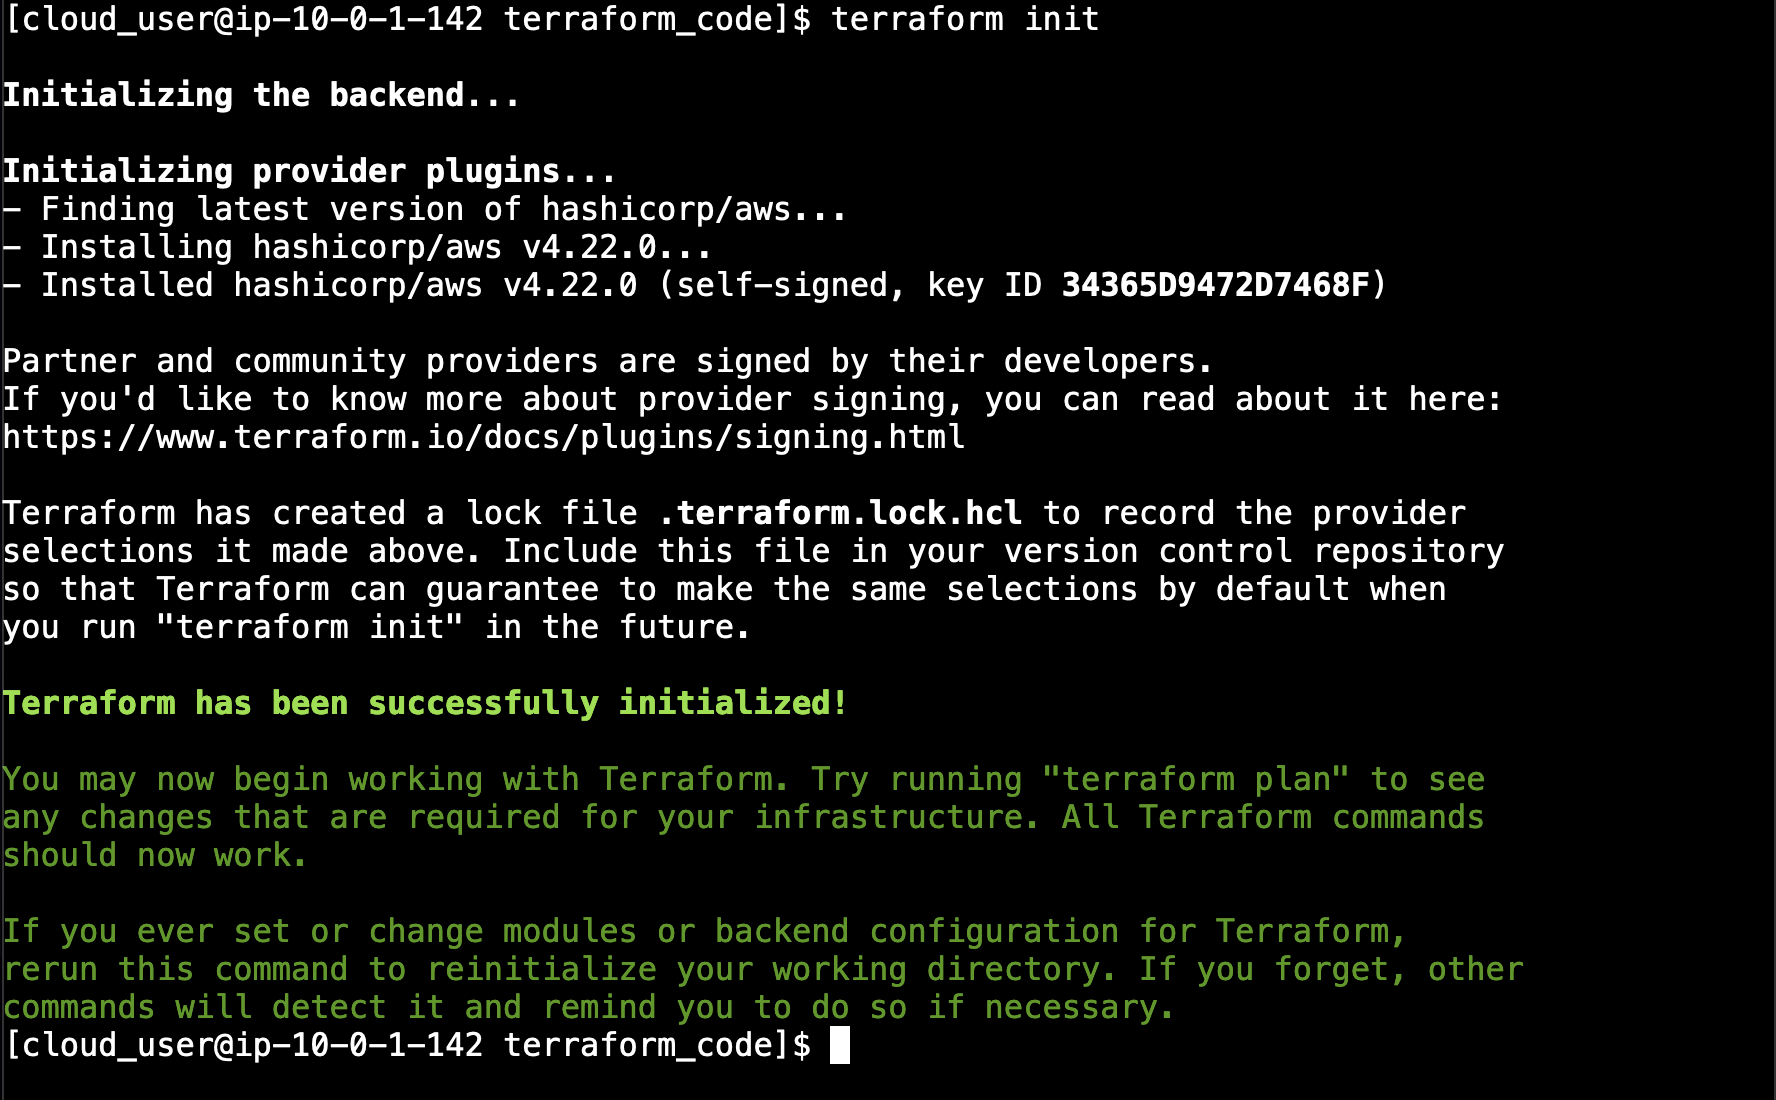 [cloud_user@ip-10-0-1-142 terraform_code]$ terraform init
Initializing the backend...
Initializing provider plugins...
- Finding latest version of hashicorp/aws...
- Installing hashicorp/aws v4.22.0...
- Installed hashicorp/aws v4.22.0 (self-signed, key ID 34365D9472D7468F)
Partner and community providers are signed by their developers.
If you'd like to know more about provider signing, you can read about it here:
https://www.terraform.io/docs/plugins/signing.html
Terraform has created a lock file .terraform.lock.hcl to record the provider
selections it made above. Include this file in your version control repository
so that Terraform can guarantee to make the same selections by default when
you run "terraform init" in the future.
Terraform has been successfully initialized!
You may now begin working with Terraform. Try running "terraform plan" to see
any changes that are required for your infrastructure. All Terraform commands
should now work.
If you ever set or change modules or backend configuration for Terraform,
rerun this command to reinitialize your working directory. If you forget, other
commands will detect it and remind you to do so if necessary.
[cloud_user@ip-10-0-1-142 terraform_code]$